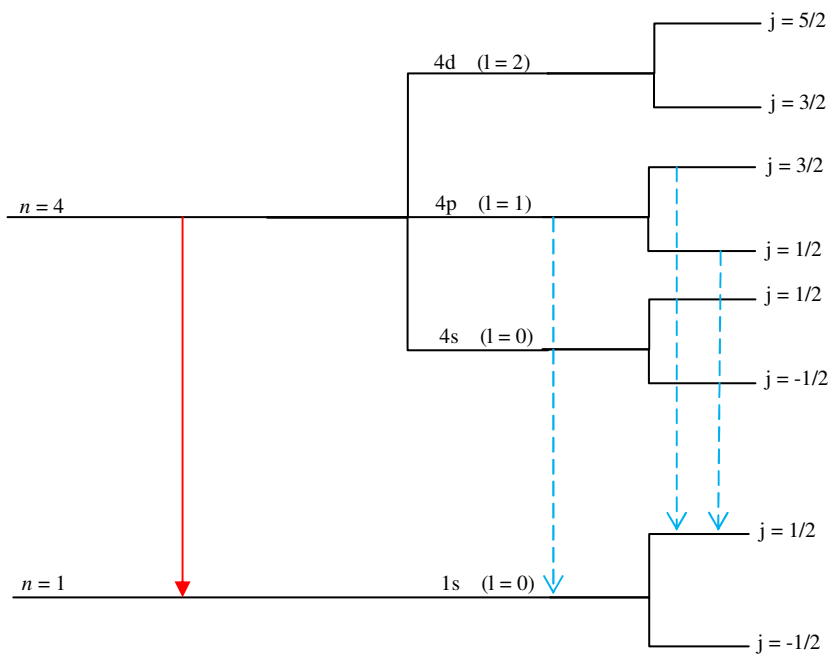 j = 5/2
4d (l = 2)
j = 3/2
j = 3/2
n = 4
4p (l = 1)
j = 1/2
j = 1/2
4s (l = 0)
j = -1/2
j = 1/2
n = 1
1s (l = 0)
j = -1/2